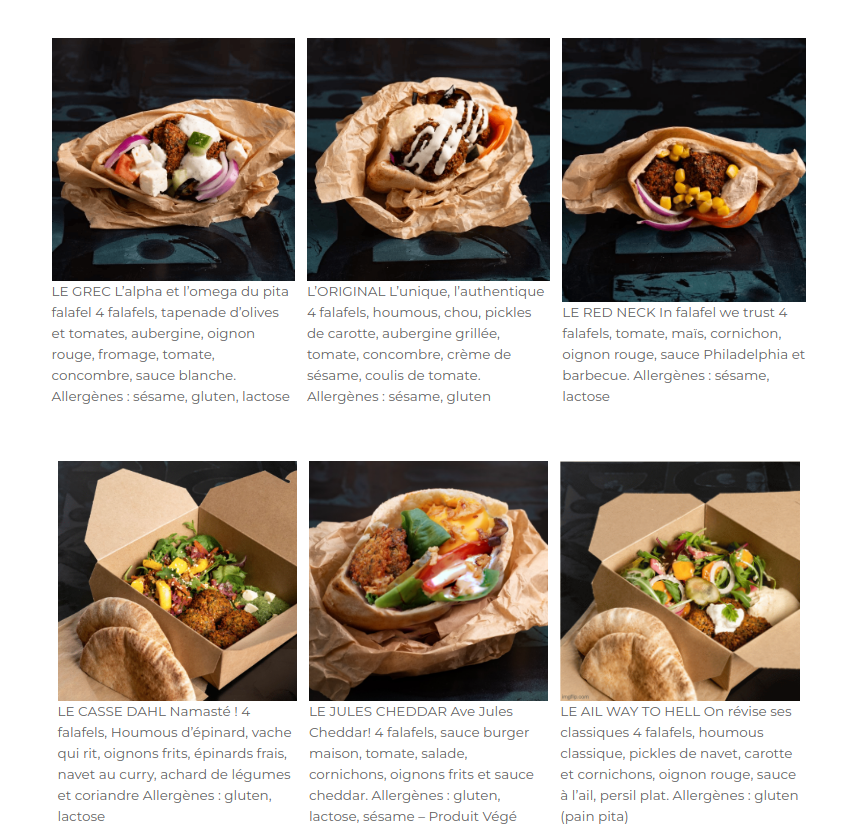 LE GREC L’alpha et l’omega du pita
falafel 4 falafels, tapenade d’olives
et tomates, aubergine, oignon
rouge, fromage, tomate,
concombre, sauce blanche.
Allergènes : sésame, gluten, lactose
L’ORIGINAL L’unique, l’authentique
4 falafels, houmous, chou, pickles
de carotte, aubergine grillée,
tomate, concombre, crème de
sésame, coulis de tomate.
Allergènes : sésame, gluten
LE RED NECK In falafel we trust 4
falafels, tomate, maïs, cornichon,
oignon rouge, sauce Philadelphia et
barbecue. Allergènes : sésame,
lactose
LE CASSE DAHL Namasté ! 4
falafels, Houmous d’épinard, vache
qui rit, oignons frits, épinards frais,
navet au curry, achard de légumes
et coriandre Allergènes : gluten,
lactose
LE JULES CHEDDAR Ave Jules
Cheddar! 4 falafels, sauce burger
maison, tomate, salade,
cornichons, oignons frits et sauce
cheddar. Allergènes : gluten,
lactose, sésame – Produit Végé
imgflip.com
LE AIL WAY TO HELL On révise ses
classiques 4 falafels, houmous
classique, pickles de navet, carotte
et cornichons, oignon rouge, sauce
à l’ail, persil plat. Allergènes : gluten
(pain pita)